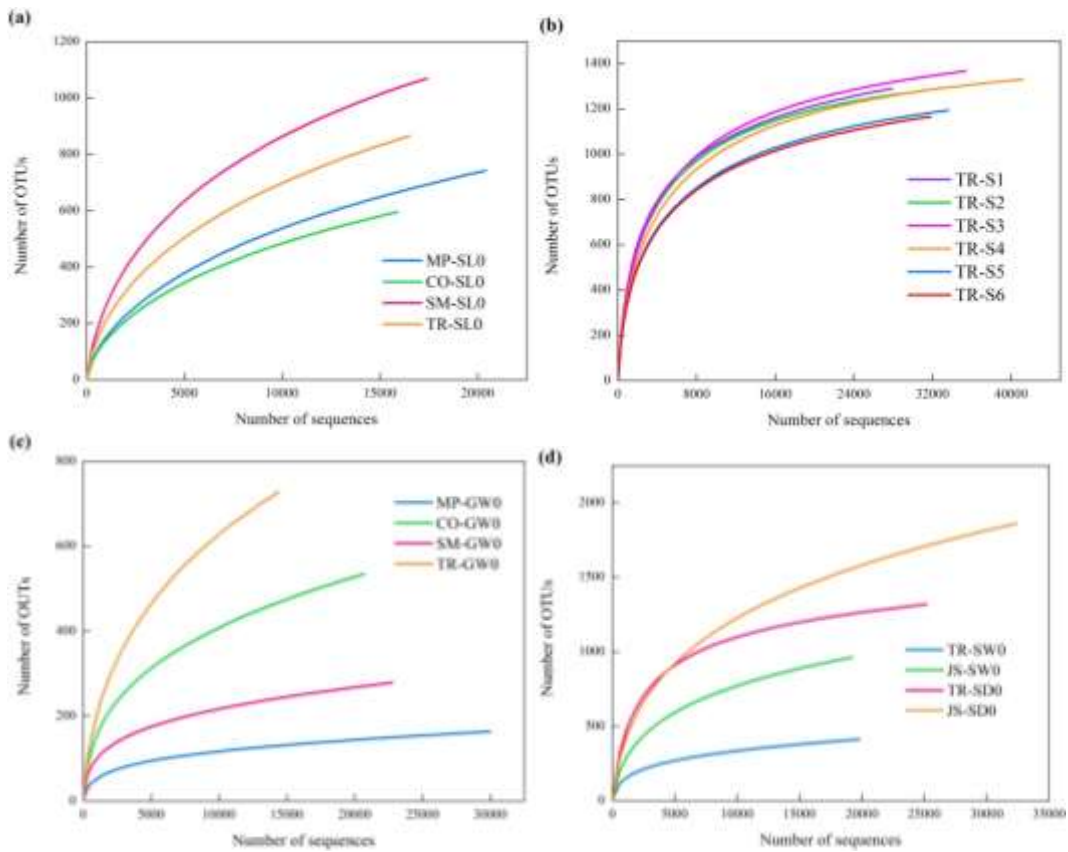 (a)
1200
1000
800
600
400
200
0
Number of OTUs
0 5000 10000 15000 20000
Number of sequences
MP-SL0
CO-SL0
SM-SL0
TR-SL0
(b)
1400
1200
1000
800
600
400
200
0
Number of OTUs
0 8000 16000 24000 32000 40000
Number of sequences
TR-S1
TR-S2
TR-S3
TR-S4
TR-S5
TR-S6
(c)
800
600
400
200
0
Number of OUTs
0 5000 10000 15000 20000 25000 30000
Number of sequences
MP-GW0
CO-GW0
SM-GW0
TR-GW0
(d)
2000
1500
1000
500
0
Number of OTUs
0 5000 10000 15000 20000 25000 30000 35000
Number of sequences
TR-SW0
JS-SW0
TR-SD0
JS-SD0